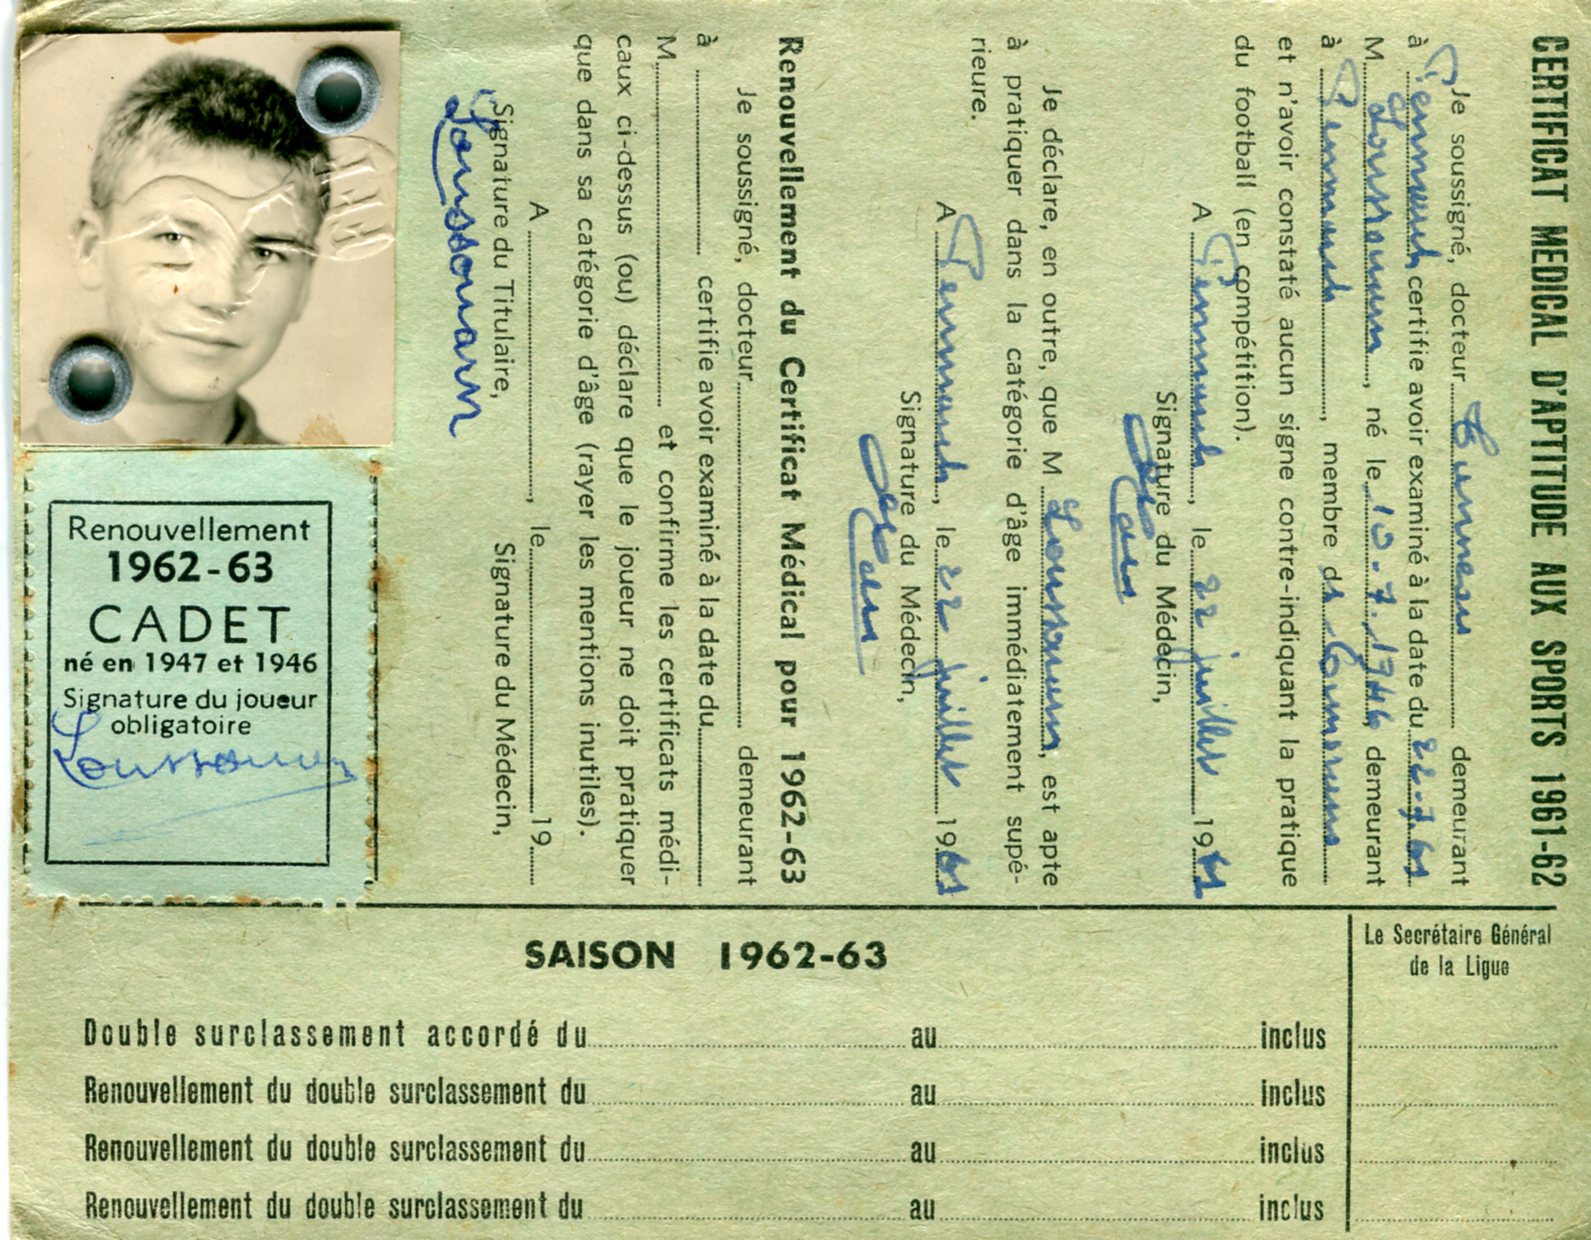 CERTIFICAT MEDICAL D'APTITUDE AUX SPORTS 1961-62
Je soussigné, docteur demeurant
à certifie avoir examiné à la date du 22.7.61
M. Loussouarn, né le 10.7.1946 demeurant
à, membre de
et n'avoir constaté aucun signe contre-indiquant la pratique
du football (en compétition).
A, le 22 juillet 1961
Signature du Médecin,
Je déclare, en outre, que M Loussouarn, est apte
à pratiquer dans la catégorie d'âge immédiatement supé-
rieure.
A, le 22 juillet 1961
Signature du Médecin,
Renouvellement du Certificat Médical pour 1962-63
Je soussigné, docteur demeurant
à certifie avoir examiné à la date du
M et confirme les certificats médi-
caux ci-dessus (ou) déclare que le joueur ne doit pratiquer
que dans sa catégorie d'âge (rayer les mentions inutiles).
A, le 19
Signature du Titulaire, Signature du Médecin,
Loussouarn
Renouvellement
1962-63
CADET
né en 1947 et 1946
Signature du joueur
obligatoire
Loussouarn
SAISON 1962-63
Le Secrétaire Général
de la Ligue
Double surclassement accordé du au inclus
Renouvellement du double surclassement du au inclus
Renouvellement du double surclassement du au inclus
Renouvellement du double surclassement du au inclus